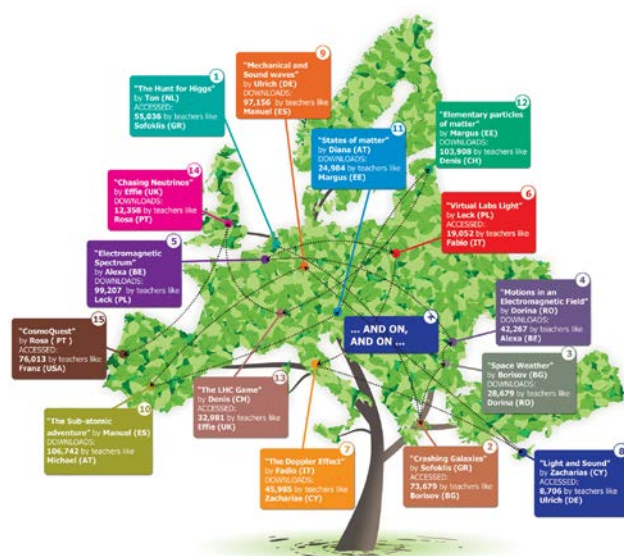 1
"The Hunt for Higgs"
by Ton (NL)
ACCESSED:
55,036 by teachers like
Sofoklis (GR)
9
"Mechanical and
Sound waves"
by Ulrich (DE)
DOWNLOADS:
97,156 by teachers like
Manuel (ES)
11
"States of matter"
by Diana (AT)
DOWNLOADS:
24,984 by teachers like
Margus (EE)
12
"Elementary particles
of matter"
by Margus (EE)
DOWNLOADS:
103,908 by teachers like
Denis (CH)
14
"Chasing Neutrinos"
by Effie (UK)
DOWNLOADS:
12,358 by teachers like
Rosa (PT)
6
"Virtual Labs Light"
by Leck (PL)
ACCESSED:
19,052 by teachers like
Fabio (IT)
5
"Electromagnetic
Spectrum"
by Alexa (BE)
DOWNLOADS:
99,207 by teachers like
Leck (PL)
4
"Motions in an
Electromagnetic Field"
by Dorina (RO)
DOWNLOADS:
42,267 by teachers like
Alexa (BE)
15
"CosmoQuest"
by Rosa ( PT )
ACCESSED:
76,013 by teachers like
Franz (USA)
... AND ON,
AND ON ...
3
"Space Weather"
by Borisov (BG)
DOWNLOADS:
28,679 by teachers like
Dorina (RO)
13
"The LHC Game"
by Denis (CH)
ACCESSED:
32,981 by teachers like
Effie (UK)
10
"The Sub-atomic
adventure" by Manuel (ES)
DOWNLOADS:
106,742 by teachers like
Michael (AT)
7
"The Doppler Effect"
by Fadio (IT)
DOWNLOADS:
45,985 by teachers like
Zacharias (CY)
2
"Crashing Galaxies"
by Sofoklis (GR)
ACCESSED:
73,679 by teachers like
Borisov (BG)
8
"Light and Sound"
by Zacharias (CY)
ACCESSED:
8,706 by teachers like
Ulrich (DE)